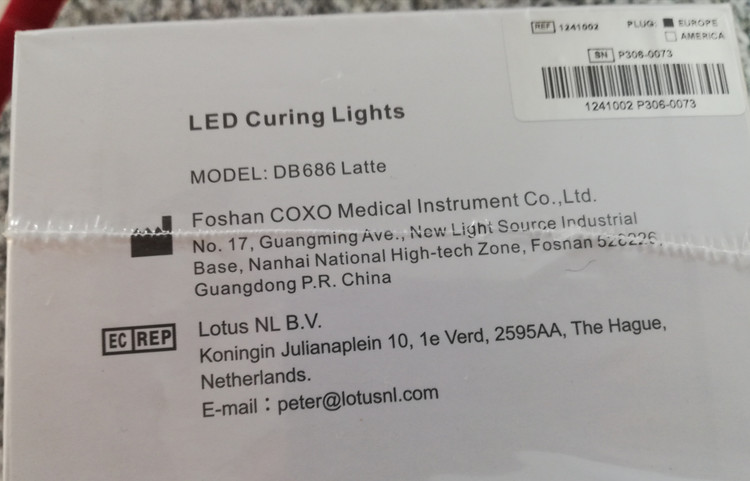 REF 1241002 PLUG: EUROPE
AMERICA
SN P306-0073
1241002 P306-0073
LED Curing Lights
MODEL: DB686 Latte
Foshan COXO Medical Instrument Co.,Ltd.
No. 17, Guangming Ave., New Light Source Industrial
Base, Nanhai National High-tech Zone, Fosnan 528226,
Guangdong P.R. China
EC REP
Lotus NL B.V.
Koningin Julianaplein 10, 1e Verd, 2595AA, The Hague,
Netherlands.
E-mail：peter@lotusnl.com